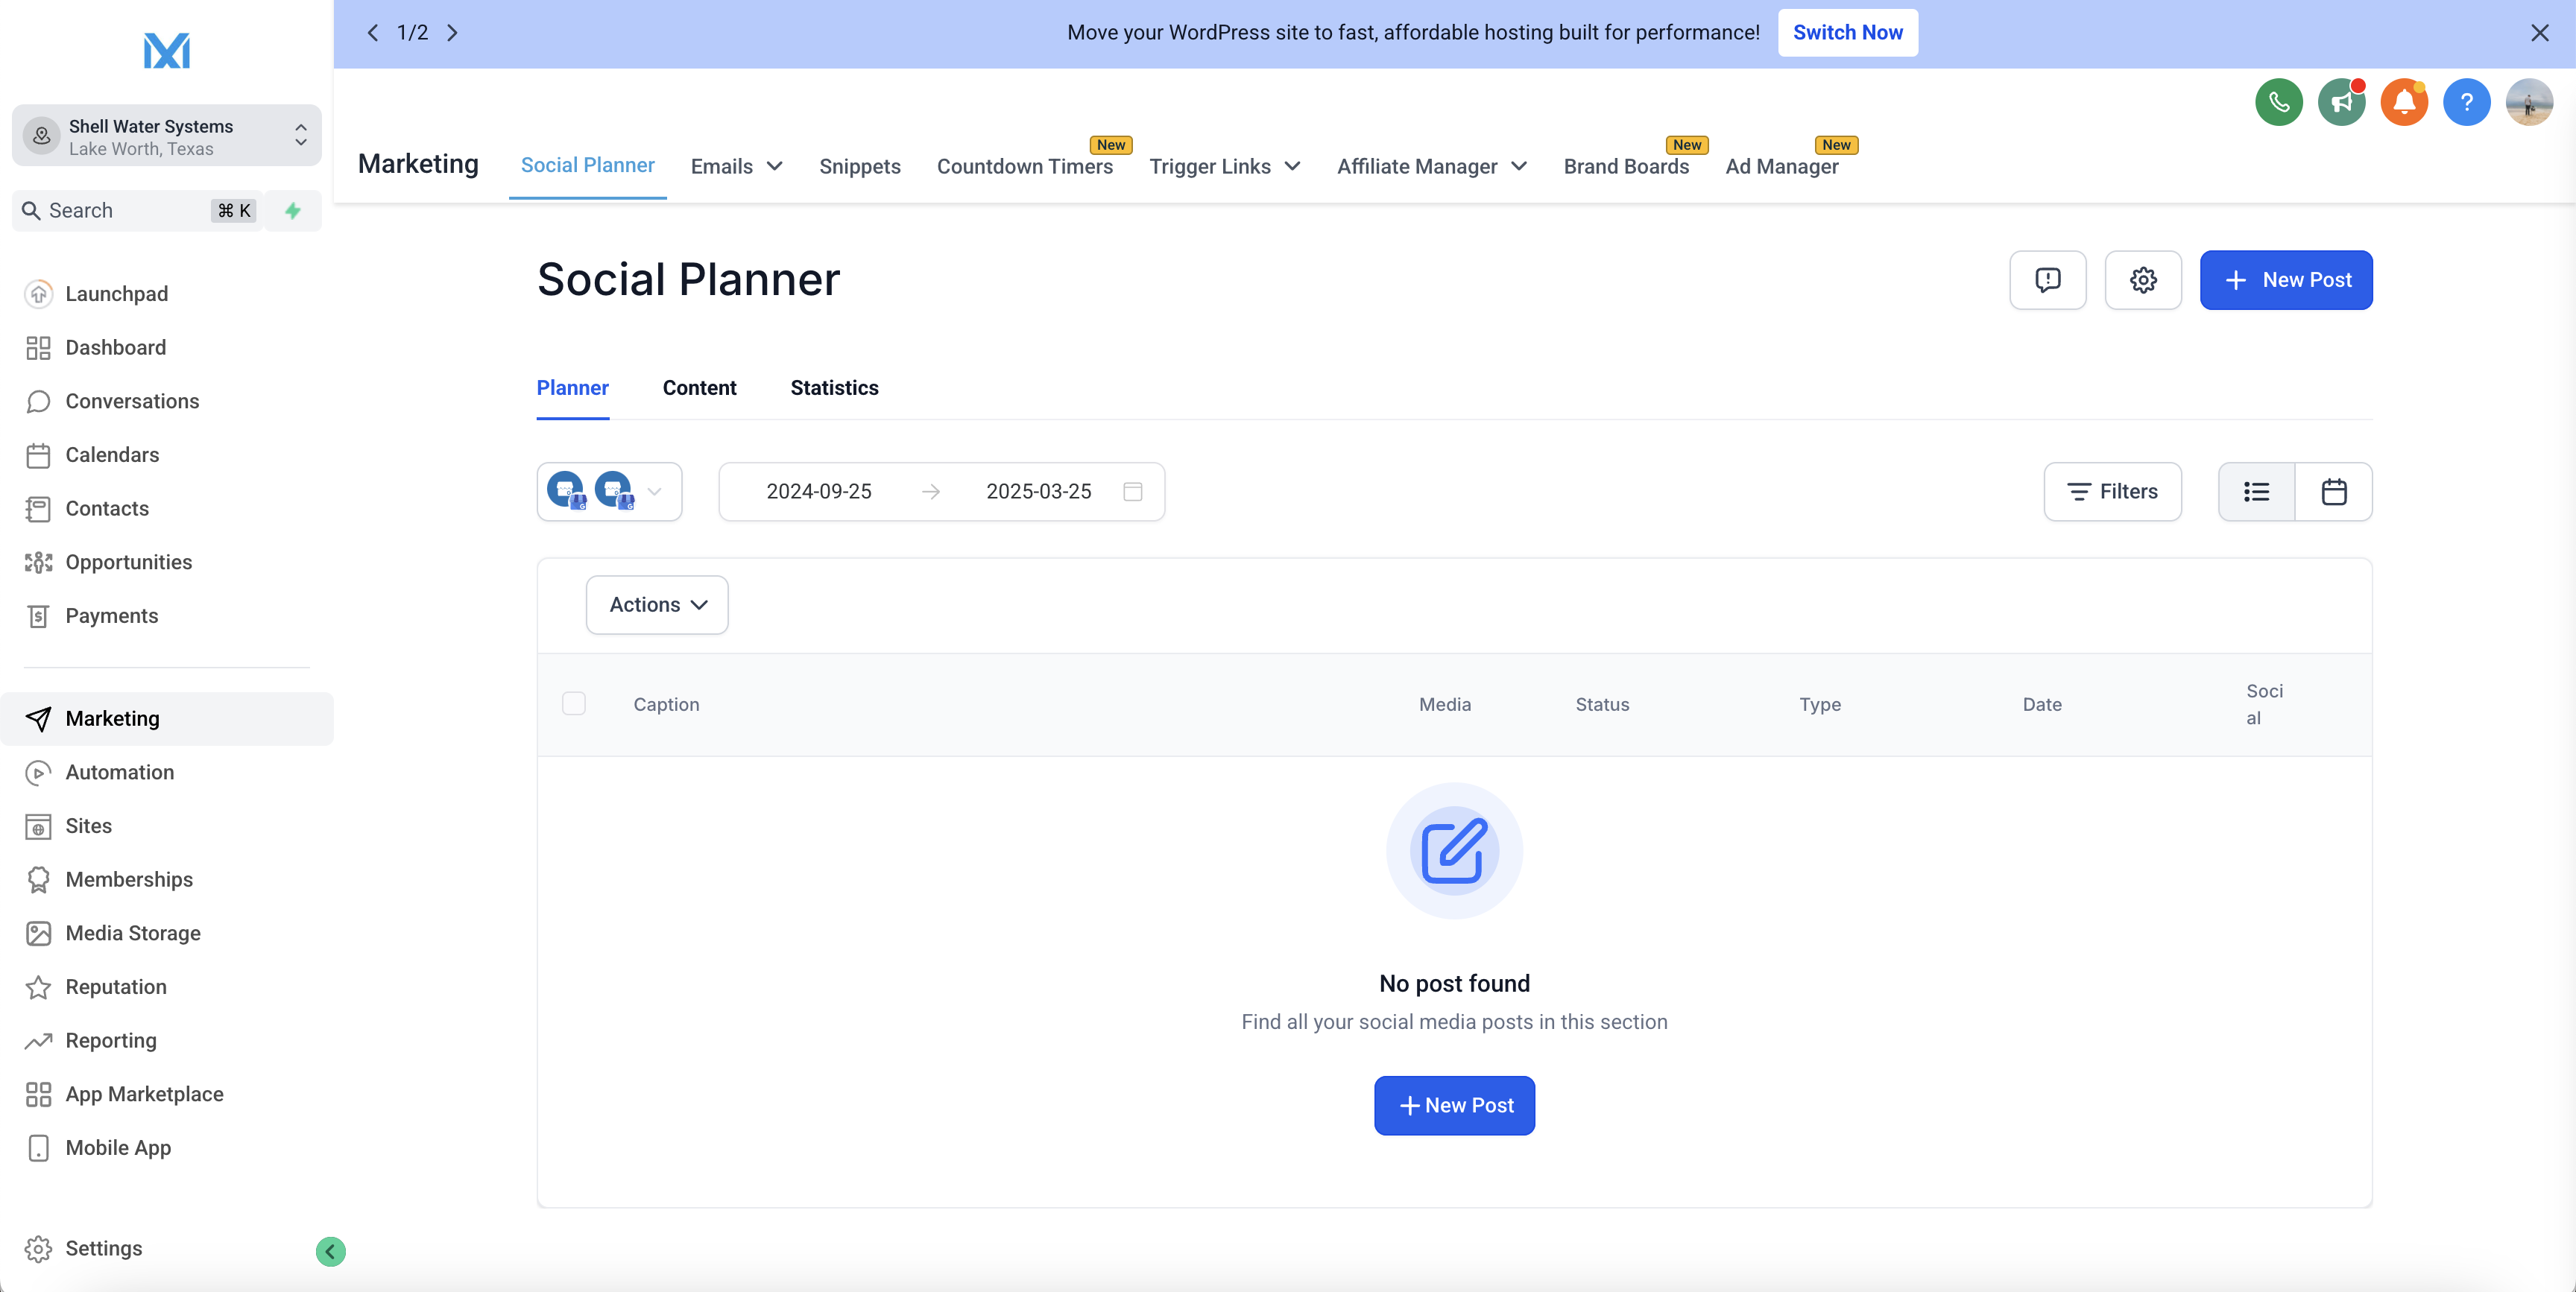 1/2
Move your WordPress site to fast, affordable hosting built for performance! Switch Now
Shell Water Systems
Lake Worth, Texas
Search ⌘ K
Launchpad
Dashboard
Conversations
Calendars
Contacts
Opportunities
Payments
Marketing
Automation
Sites
Memberships
Media Storage
Reputation
Reporting
App Marketplace
Mobile App
Settings
Marketing Social Planner Emails Snippets Countdown Timers New Trigger Links Affiliate Manager Brand Boards New Ad Manager New
Social Planner
New Post
Planner Content Statistics
2024-09-25 → 2025-03-25
Filters
Actions
Caption Media Status Type Date Soci
al
No post found
Find all your social media posts in this section
+ New Post